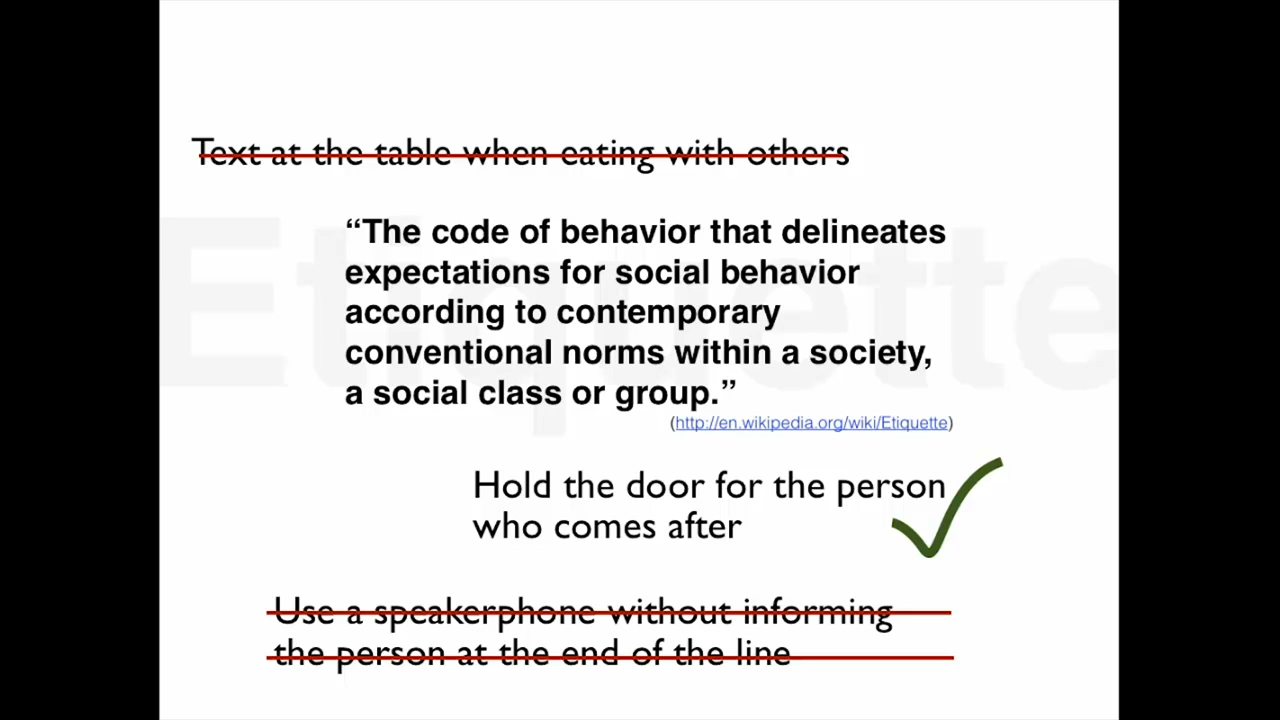 Text at the table when eating with others
Etiquette
“The code of behavior that delineates
expectations for social behavior
according to contemporary
conventional norms within a society,
a social class or group.”
(http://en.wikipedia.org/wiki/Etiquette)
Hold the door for the person
who comes after
Use a speakerphone without informing
the person at the end of the line